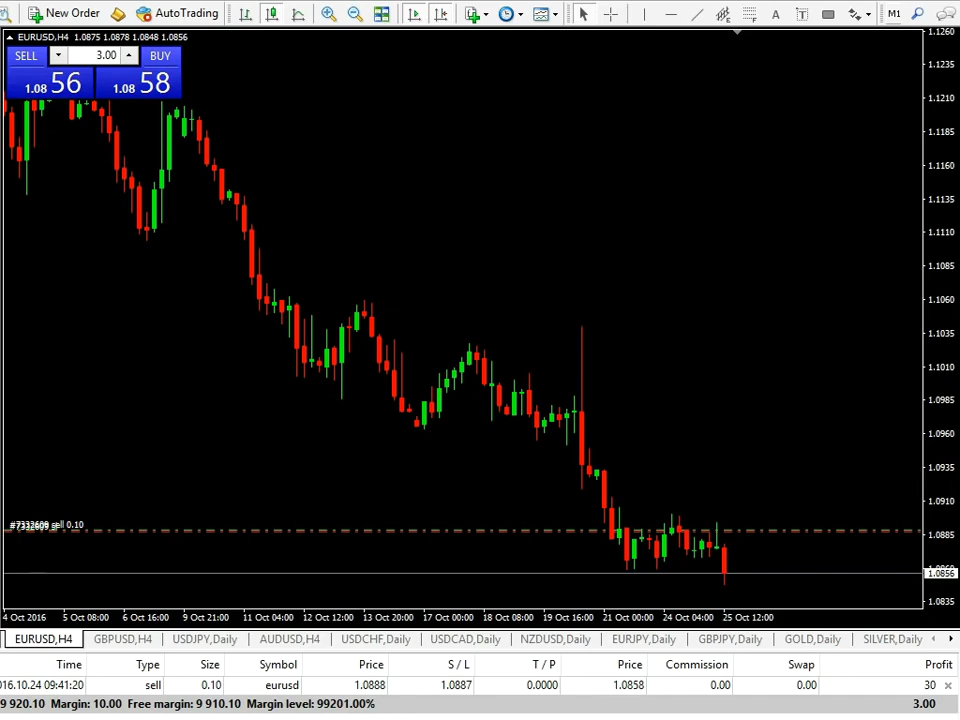 New Order AutoTrading A T M1
EURUSD,H4 1.0875 1.0878 1.0848 1.0856
SELL 3.00 BUY
1.08 56 1.08 58
1.1260
1.1235
1.1210
1.1185
1.1160
1.1135
1.1110
1.1085
1.1060
1.1035
1.1010
1.0985
1.0960
1.0935
1.0910
#7332609 sell 0.10
1.0885
1.0856
1.0835
4 Oct 2016 5 Oct 08:00 6 Oct 16:00 9 Oct 21:00 11 Oct 04:00 12 Oct 12:00 13 Oct 20:00 17 Oct 00:00 18 Oct 08:00 19 Oct 16:00 21 Oct 00:00 24 Oct 04:00 25 Oct 12:00
EURUSD,H4 GBPUSD,H4 USDJPY,Daily AUDUSD,H4 USDCHF,Daily USDCAD,Daily NZDUSD,Daily EURJPY,Daily GBPJPY,Daily GOLD,Daily SILVER,Daily
Time Type Size Symbol Price S / L T / P Price Commission Swap Profit
016.10.24 09:41:20 sell 0.10 eurusd 1.0888 1.0887 0.0000 1.0858 0.00 0.00 30
9 920.10 Margin: 10.00 Free margin: 9 910.10 Margin level: 99201.00% 3.00